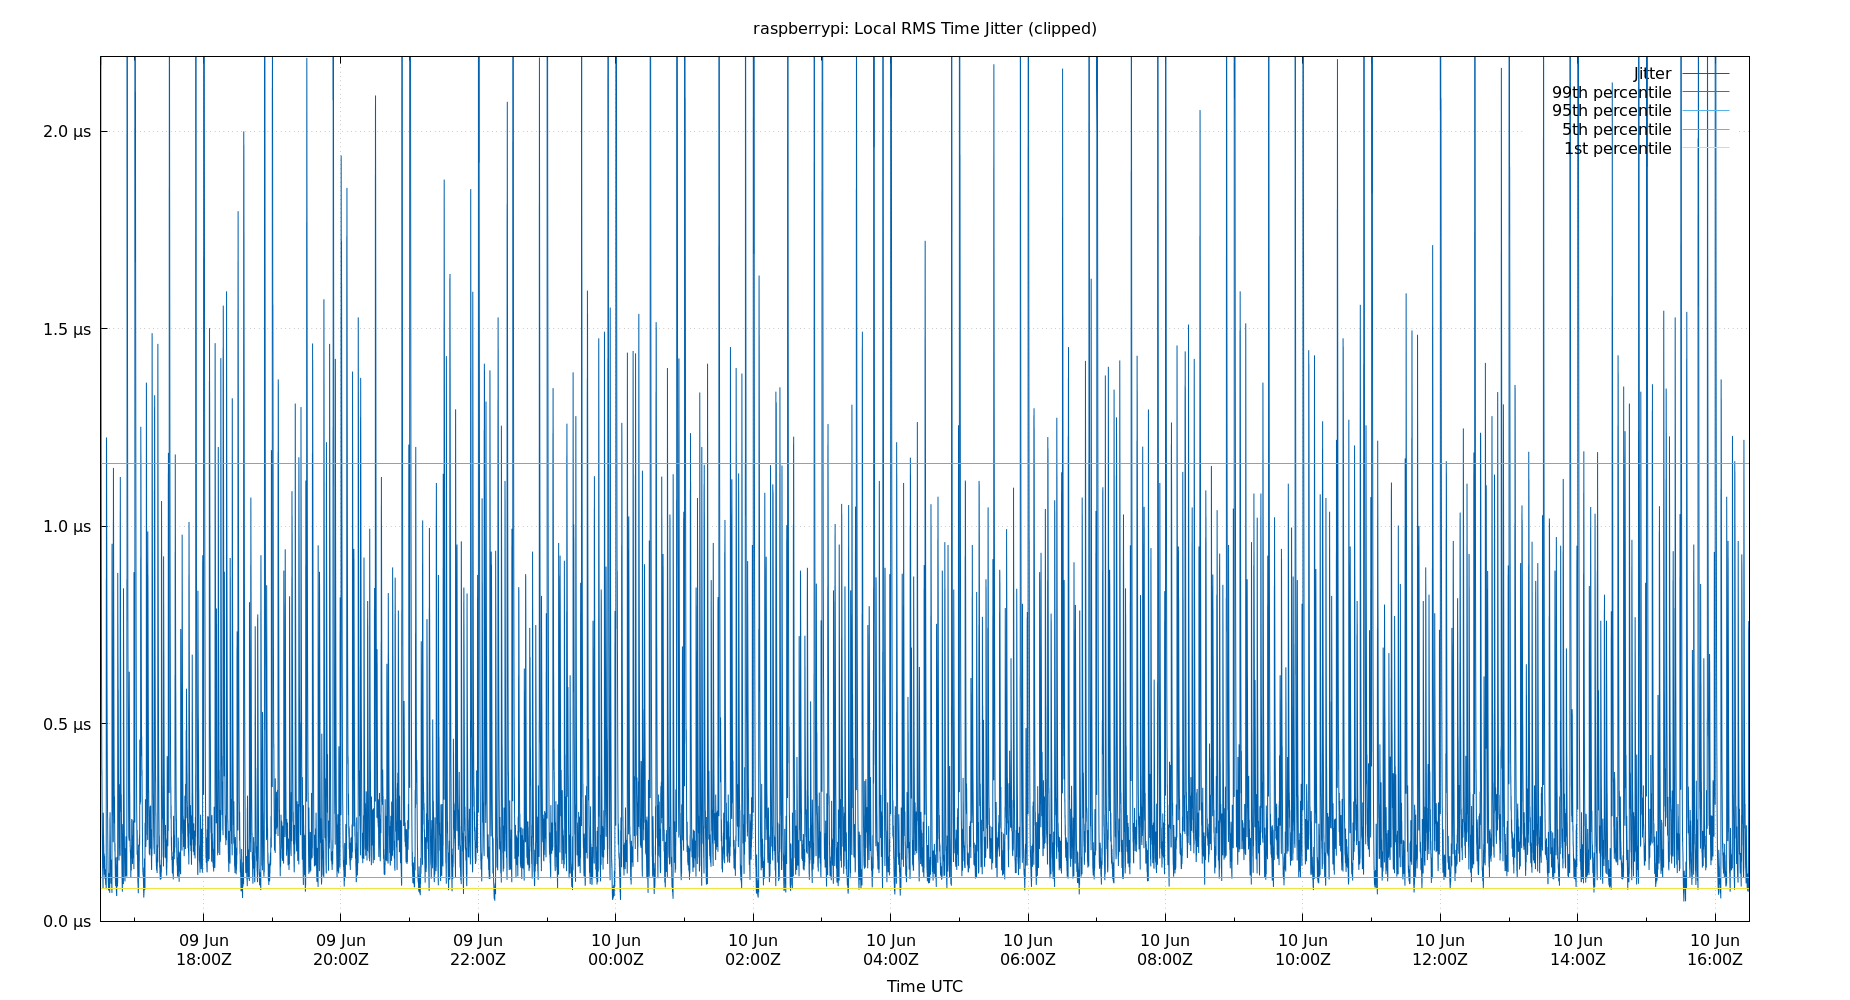 raspberrypi: Local RMS Time Jitter (clipped)
Jitter
99th percentile
95th percentile
5th percentile
1st percentile
2.0 µs
1.5 µs
1.0 µs
0.5 µs
0.0 µs
09 Jun 09 Jun 09 Jun 10 Jun 10 Jun 10 Jun 10 Jun 10 Jun 10 Jun 10 Jun 10 Jun 10 Jun
18:00Z 20:00Z 22:00Z 00:00Z 02:00Z 04:00Z 06:00Z 08:00Z 10:00Z 12:00Z 14:00Z 16:00Z
Time UTC